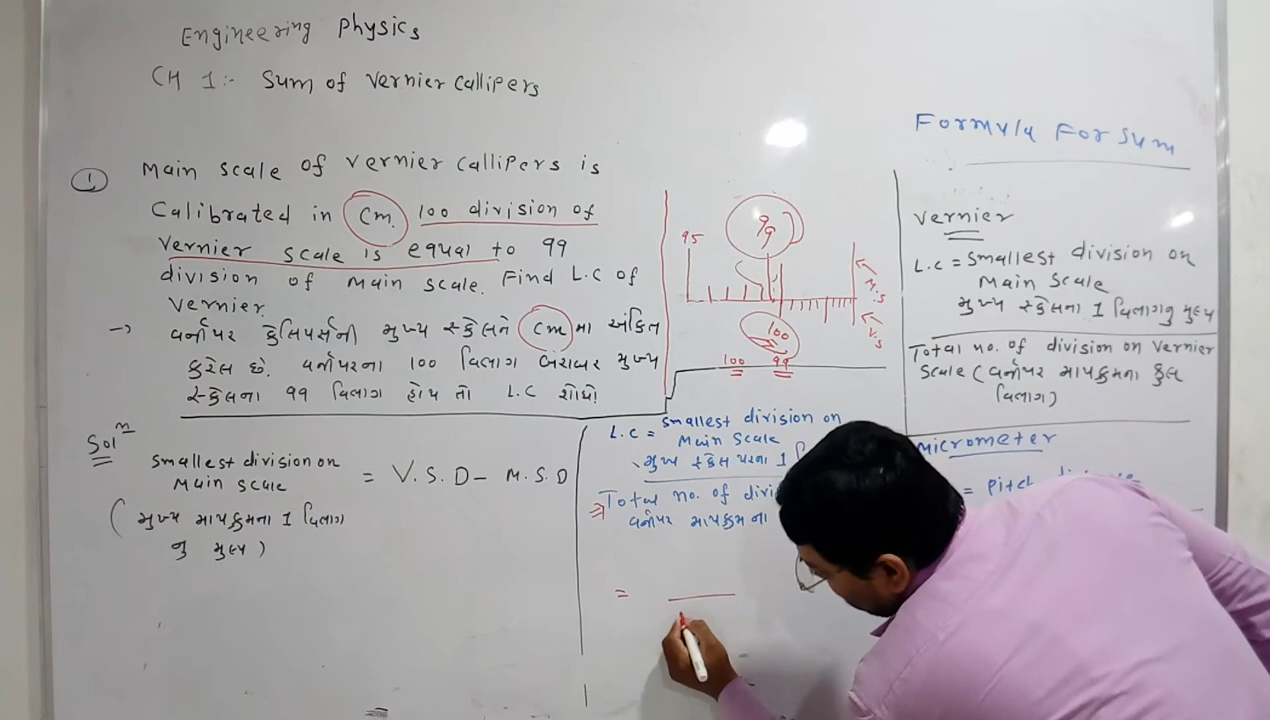 Engineering Physics
CH 1:- Sum of Vernier Callipers
① Main scale of Vernier Callipers is
Calibrated in Cm. 100 division of
Vernier scale is equal to 99
division of Main scale. Find L.C of
Vernier.
→ વર્નીયર કેલિપર્સની મુખ્ય સ્કેલને Cm મા અંકિત
કરેલ છે. વર્નીયરના 100 વિભાગ બરાબર મુખ્ય
સ્કેલના 99 વિભાગ હોય તો L.C શોધો!
95
99
100
100 99
M.S
V.S
Solⁿ
Smallest division on
Main Scale
= V.S.D - M.S.D
(મુખ્ય માપક્રમના 1 વિભાગ
નુ મુલ્ય)
L.C = Smallest division on
Main Scale
મુખ્ય સ્કેલ પરના 1
Total no. of
વર્નીયર માપક્રમ ના
=
Formula For Sum
Vernier
L.C = Smallest division on
Main Scale
મુખ્ય સ્કેલના 1 વિભાગનુ મુલ્ય
Total no. of division on Vernier
Scale (વર્નીયર માપક્રમના કુલ
વિભાગ)
Micrometer
=